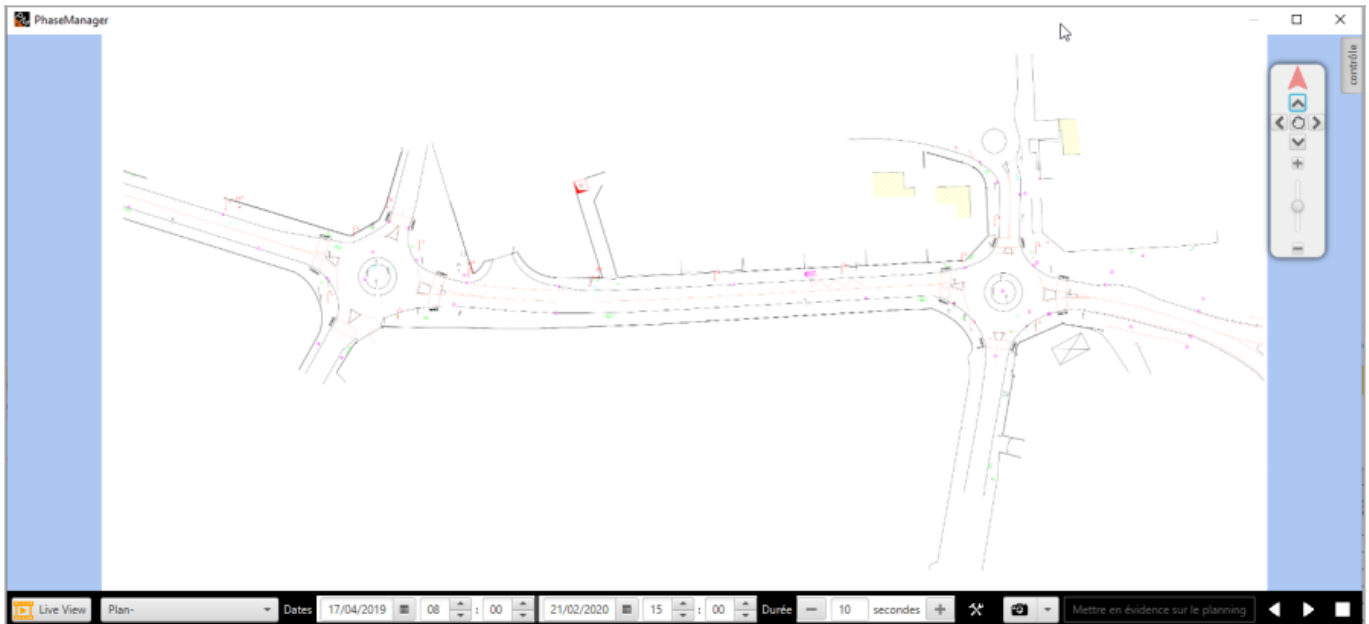 PhaseManager
contrôle
Live View Plan- Dates 17/04/2019 08 : 00 21/02/2020 15 : 00 Durée 10 secondes Mettre en évidence sur le planning